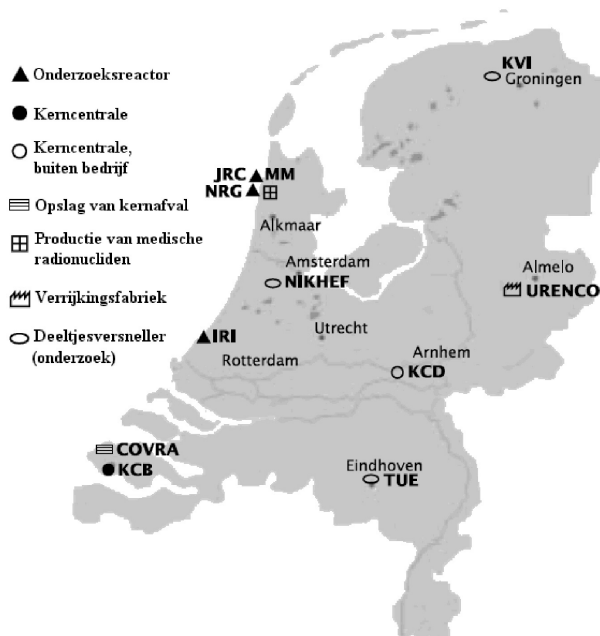 Onderzoeksreactor
Kerncentrale
Kerncentrale,
buiten bedrijf
Opslag van kernafval
Productie van medische
radionucliden
Verrijkingsfabriek
Deeltjesversneller
(onderzoek)
KVI
Groningen
JRC MM
NRG
Alkmaar
Amsterdam
NIKHEF
Almelo
URENCO
Utrecht
IRI
Rotterdam
Arnhem
KCD
COVRA
KCB
Eindhoven
TUE